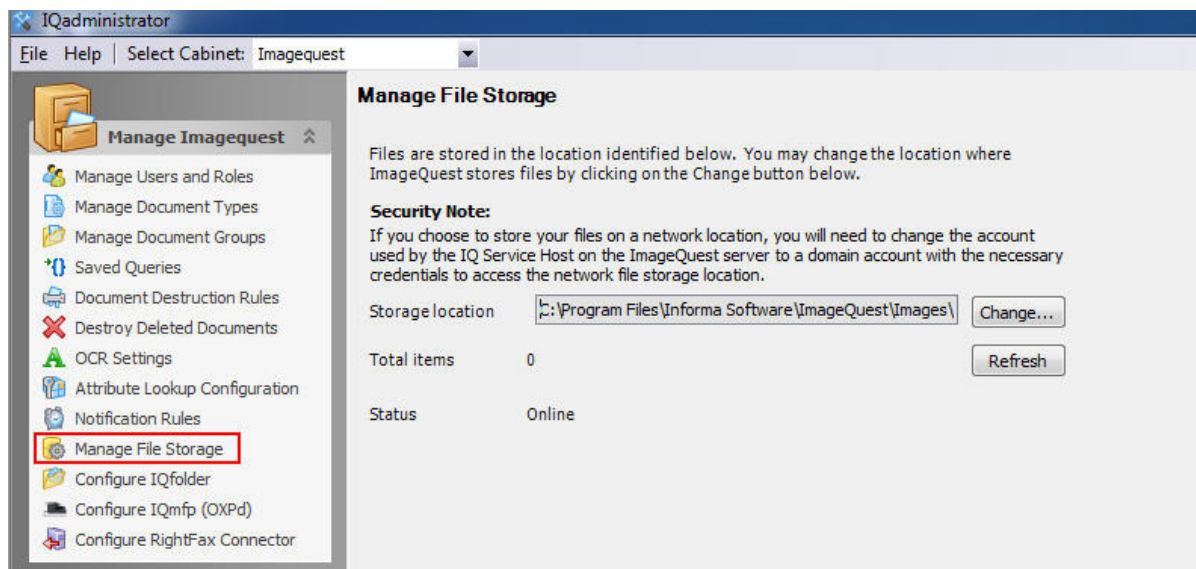 IQadministrator
File Help | Select Cabinet: Imagequest
Manage Imagequest
Manage Users and Roles
Manage Document Types
Manage Document Groups
Saved Queries
Document Destruction Rules
Destroy Deleted Documents
OCR Settings
Attribute Lookup Configuration
Notification Rules
Manage File Storage
Configure IQfolder
Configure IQmfp (OXPd)
Configure RightFax Connector
Manage File Storage
Files are stored in the location identified below. You may change the location where
ImageQuest stores files by clicking on the Change button below.
Security Note:
If you choose to store your files on a network location, you will need to change the account
used by the IQ Service Host on the ImageQuest server to a domain account with the necessary
credentials to access the network file storage location.
Storage location C:\Program Files\Informa Software\ImageQuest\Images\ Change...
Total items 0 Refresh
Status Online